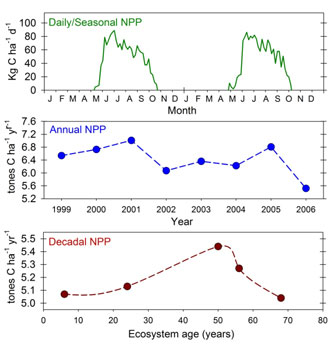 Daily/Seasonal NPP
Kg C ha⁻¹ d⁻¹
100
80
60
40
20
0
J F M A M J J A S O N D J F M A M J J A S O N D
Month
Annual NPP
tones C ha⁻¹ yr⁻¹
7.6
7.2
6.8
6.4
6.0
5.6
5.2
1999 2000 2001 2002 2003 2004 2005 2006
Year
Decadal NPP
tones C ha⁻¹ yr⁻¹
5.5
5.4
5.3
5.2
5.1
5.0
0 10 20 30 40 50 60 70 80
Ecosystem age (years)